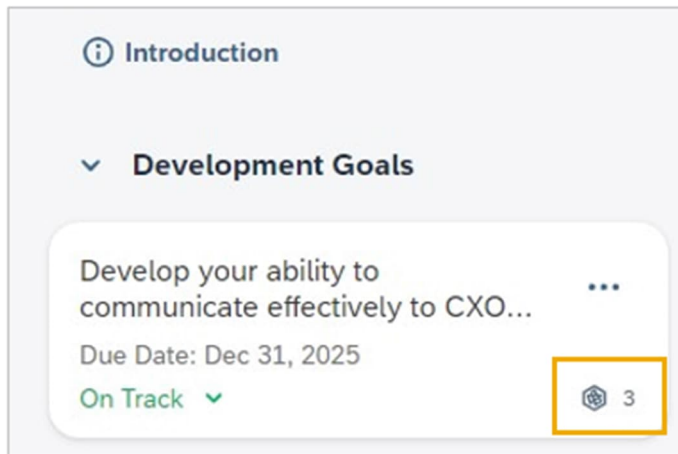 Introduction
Development Goals
Develop your ability to
communicate effectively to CXO...
Due Date: Dec 31, 2025
On Track
3